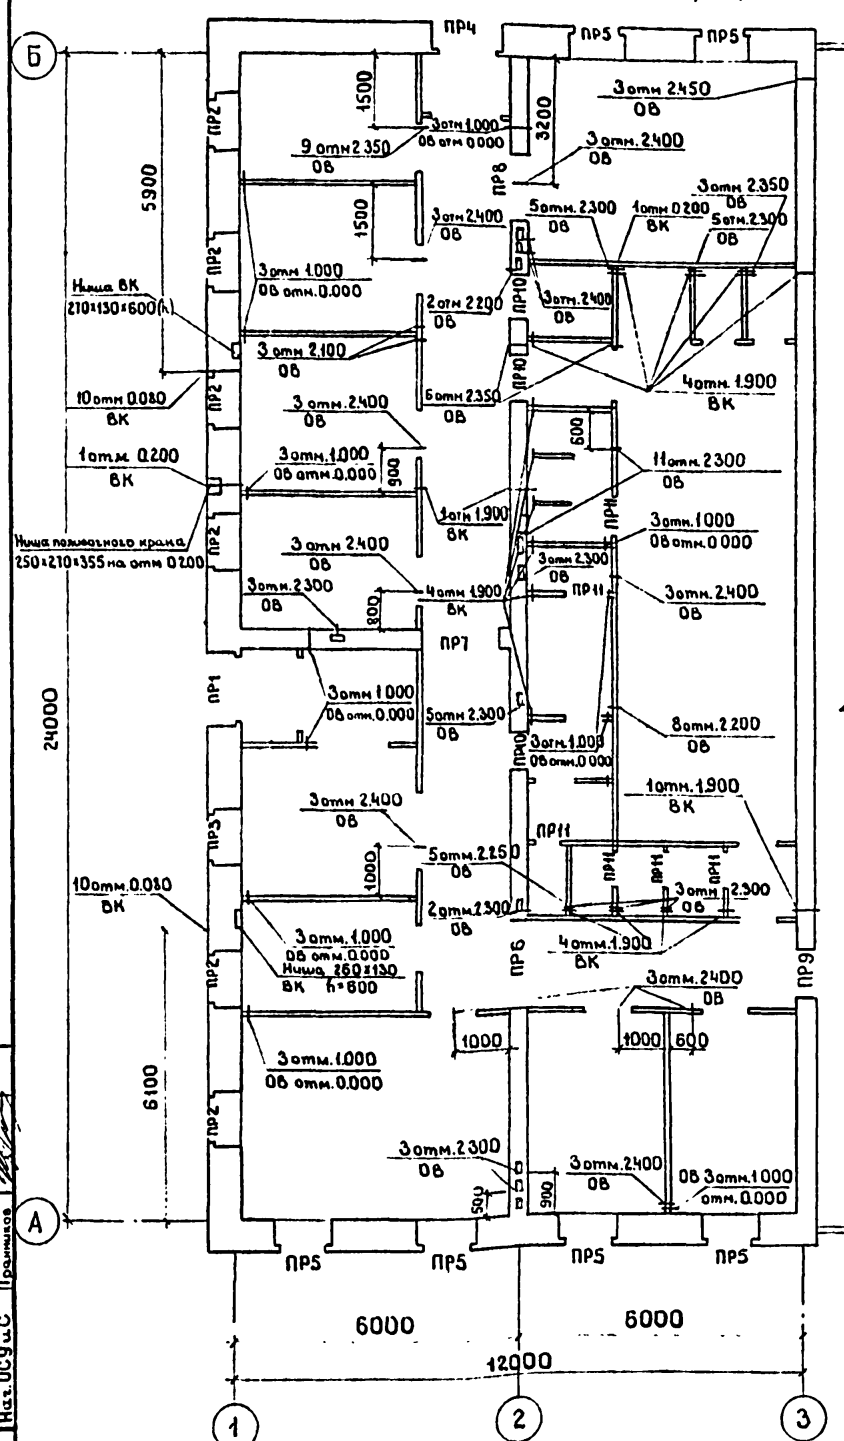 ПР4
ПР5
ПР5
Б
1500
3 отм 2.450
ОВ
ПР2
3 отм 1.000
ОВ отм 0.000
3200
9 отм 2.350
ОВ
3 отм. 2.400
ОВ
ПР8
5900
1500
3 отм. 2.350
ОВ
3 отм 2.400
ОВ
5 отм. 2.300
ОВ
1 отм 0.200
ВК
5 отм. 2.300
ОВ
ПР2
3 отм 1.000
ОВ отм. 0.000
Ниша ВК
270х130х600(h)
2 отм 2.200
ОВ
ПР10
3 отм. 2.400
ОВ
3 отм 2.100
ОВ
ПР10
6 отм 2.350
ОВ
4 отм. 1.900
ВК
10 отм 0.080
ВК
ПР2
3 отм. 2.400
ОВ
600
1 отм 0.200
ВК
3 отм. 1.000
ОВ отм. 0.000
900
11 отм. 2.300
ОВ
1 отм 1.900
ВК
ПР11
3 отм. 1.000
ОВ отм. 0.000
Ниша поливочного крана
250х270х355 на отм 0.200
ПР2
3 отм 2.400
ОВ
3 отм. 2.300
ОВ
3 отм. 2.300
ОВ
800
4 отм 1.900
ВК
ПР11
3 отм. 2.400
ОВ
ПР7
ПР1
3 отм 1.000
ОВ отм. 0.000
24000
5 отм 2.300
ОВ
ПР10
3 отм. 1.000
ОВ отм. 0.000
8 отм. 2.200
ОВ
3 отм 2.400
ОВ
1 отм. 1.900
ВК
ПР3
ПР11
1000
5 отм. 2.250
ОВ
ПР11
ПР11
ПР11
10 отм. 0.080
ВК
2 отм. 2.300
ОВ
3 отм 2.300
ОВ
3 отм. 1.000
ОВ отм. 0.000
4 отм. 1.900
ВК
Ниша 260х130
ВК h=600
ПР2
ПР6
3 отм. 2400
ОВ
ПР9
1000
1000
600
3 отм. 1.000
ОВ отм. 0.000
6100
ПР2
3 отм. 2.300
ОВ
3 отм. 2.400
ОВ
ОВ 3 отм. 1.000
отм. 0.000
500
900
А
ПР5
ПР5
ПР5
ПР5
6000
6000
12000
1
2
3
Нач. ОСУиС